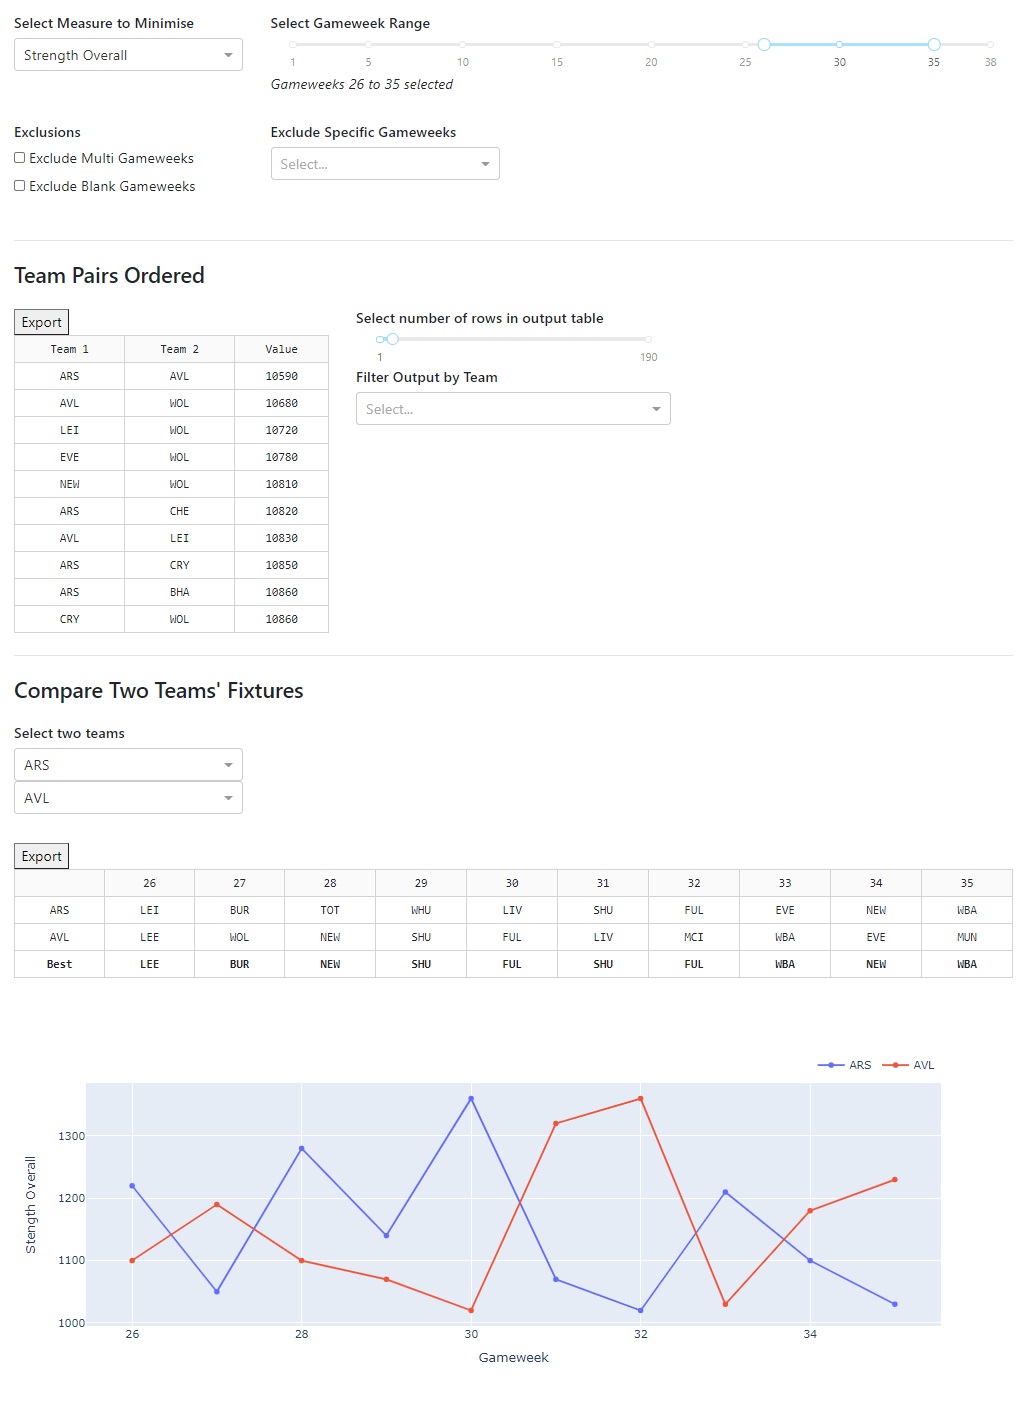 Select Measure to Minimise
Select Gameweek Range
Strength Overall
1 5 10 15 20 25 30 35 38
Gameweeks 26 to 35 selected
Exclusions
Exclude Specific Gameweeks
Exclude Multi Gameweeks
Select...
Exclude Blank Gameweeks
Team Pairs Ordered
Export
Select number of rows in output table
1 190
Filter Output by Team
Select...
Team 1 Team 2 Value
ARS AVL 10590
AVL WOL 10680
LEI WOL 10720
EVE WOL 10780
NEW WOL 10810
ARS CHE 10820
AVL LEI 10830
ARS CRY 10850
ARS BHA 10860
CRY WOL 10860
Compare Two Teams' Fixtures
Select two teams
ARS
AVL
Export
26 27 28 29 30 31 32 33 34 35
ARS LEI BUR TOT WHU LIV SHU FUL EVE NEW WBA
AVL LEE WOL NEW SHU FUL LIV MCI WBA EVE MUN
Best LEE BUR NEW SHU FUL SHU FUL WBA NEW WBA
ARS AVL
Stength Overall
1300
1200
1100
1000
26 28 30 32 34
Gameweek